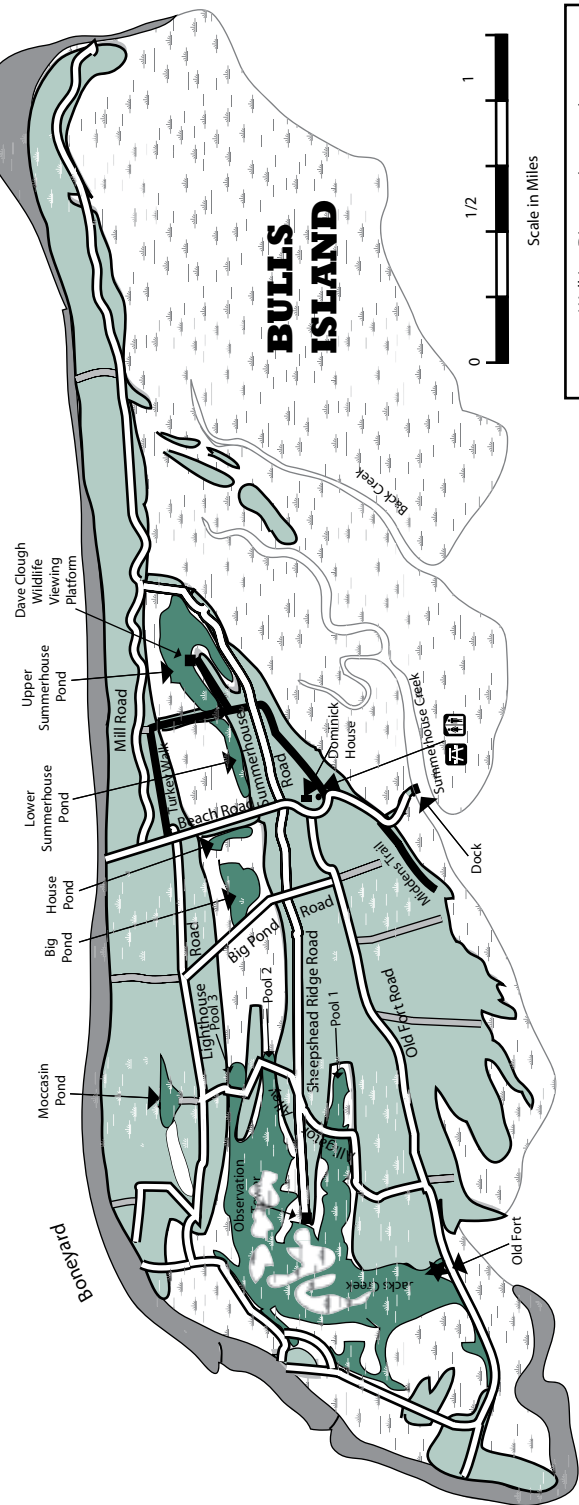 BULLS
ISLAND
0
1/2
1
Scale in Miles
Dave Clough
Wildlife
Viewing
Platform
Upper
Summerhouse
Pond
Lower
Summerhouse
Pond
House
Pond
Big
Pond
Moccasin
Pond
Boneyard
Mill Road
Turkey Walk
Beach Road
Summerhouse
Road
Dominick
House
Summerhouse Creek
Dock
Back Creek
Middens Trail
Big Pond
Road
Lighthouse
Road
Pool 3
Pool 2
Pool 1
Sheepshead Ridge Road
Old Fort Road
Alligator
Alley
Observation
Tower
Jacks Creek
Old Fort